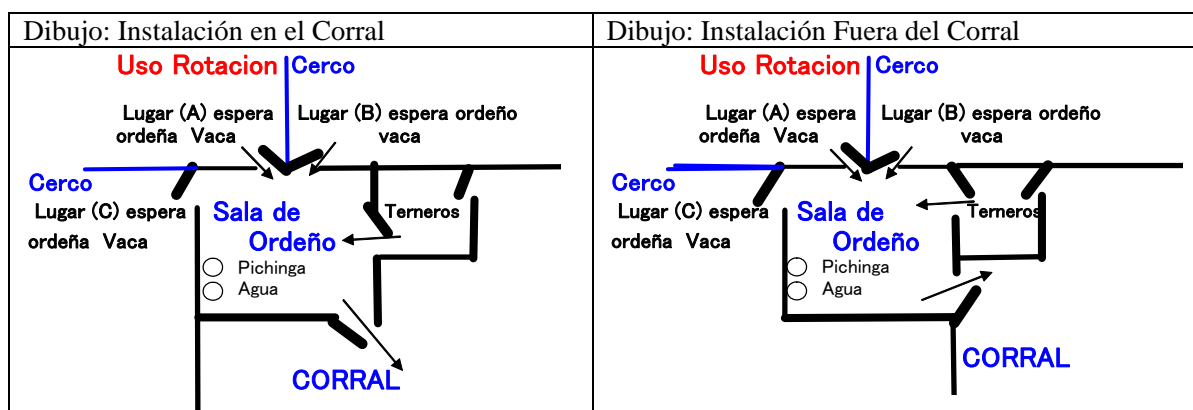 Dibujo: Instalación en el Corral
Uso Rotacion
Cerco
Lugar (A) espera
ordeña Vaca
Lugar (B) espera ordeño
vaca
Cerco
Lugar (C) espera
ordeña Vaca
Sala de
Ordeño
Terneros
Pichinga
Agua
CORRAL
Dibujo: Instalación Fuera del Corral
Uso Rotacion
Cerco
Lugar (A) espera
ordeña Vaca
Lugar (B) espera ordeño
vaca
Cerco
Lugar (C) espera
ordeña Vaca
Sala de
Ordeño
Terneros
Pichinga
Agua
CORRAL